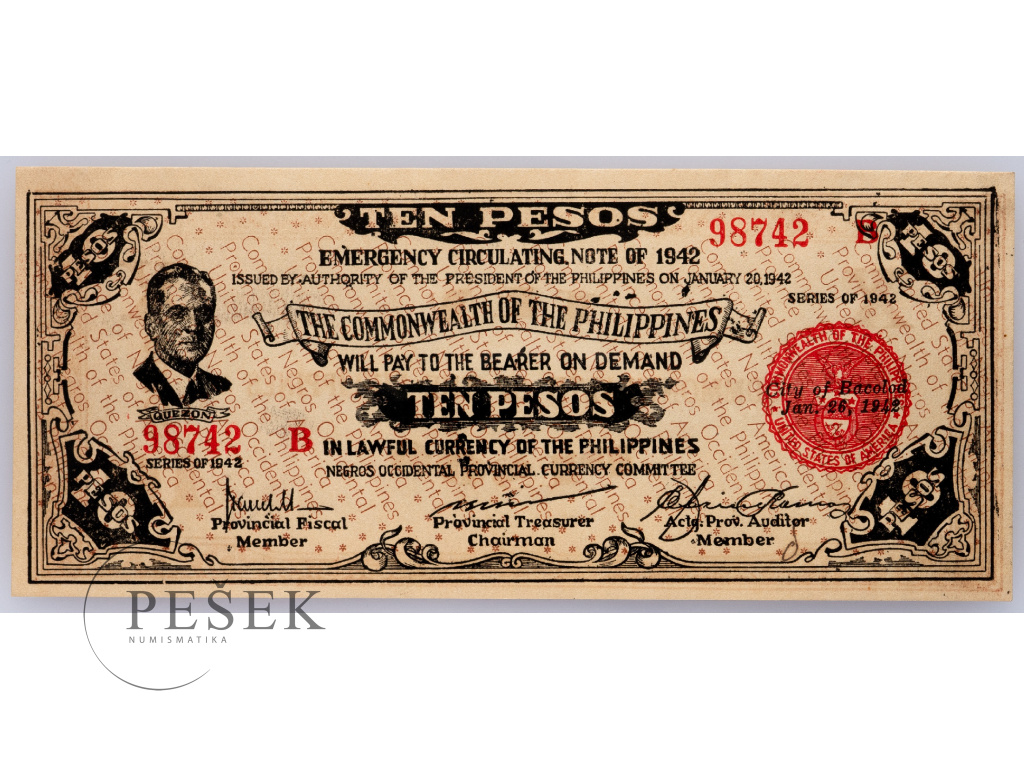 TEN PESOS
98742 B
EMERGENCY CIRCULATING NOTE OF 1942
ISSUED BY AUTHORITY OF THE PRESIDENT OF THE PHILIPPINES ON JANUARY 20, 1942
SERIES OF 1942
PESOS
PESOS
THE COMMONWEALTH OF THE PHILIPPINES
WILL PAY TO THE BEARER ON DEMAND
TEN PESOS
QUEZON
COMMONWEALTH OF THE PHILIPPINES
City of Bacolod
Jan. 26, 1942
UNITED STATES OF AMERICA
98742 B
IN LAWFUL CURRENCY OF THE PHILIPPINES
SERIES OF 1942
NEGROS OCCIDENTAL PROVINCIAL CURRENCY COMMITTEE
PESOS
PESOS
Provincial Fiscal
Member
Provincial Treasurer
Chairman
Actg. Prov. Auditor
Member
PEŠEK
NUMISMATIKA